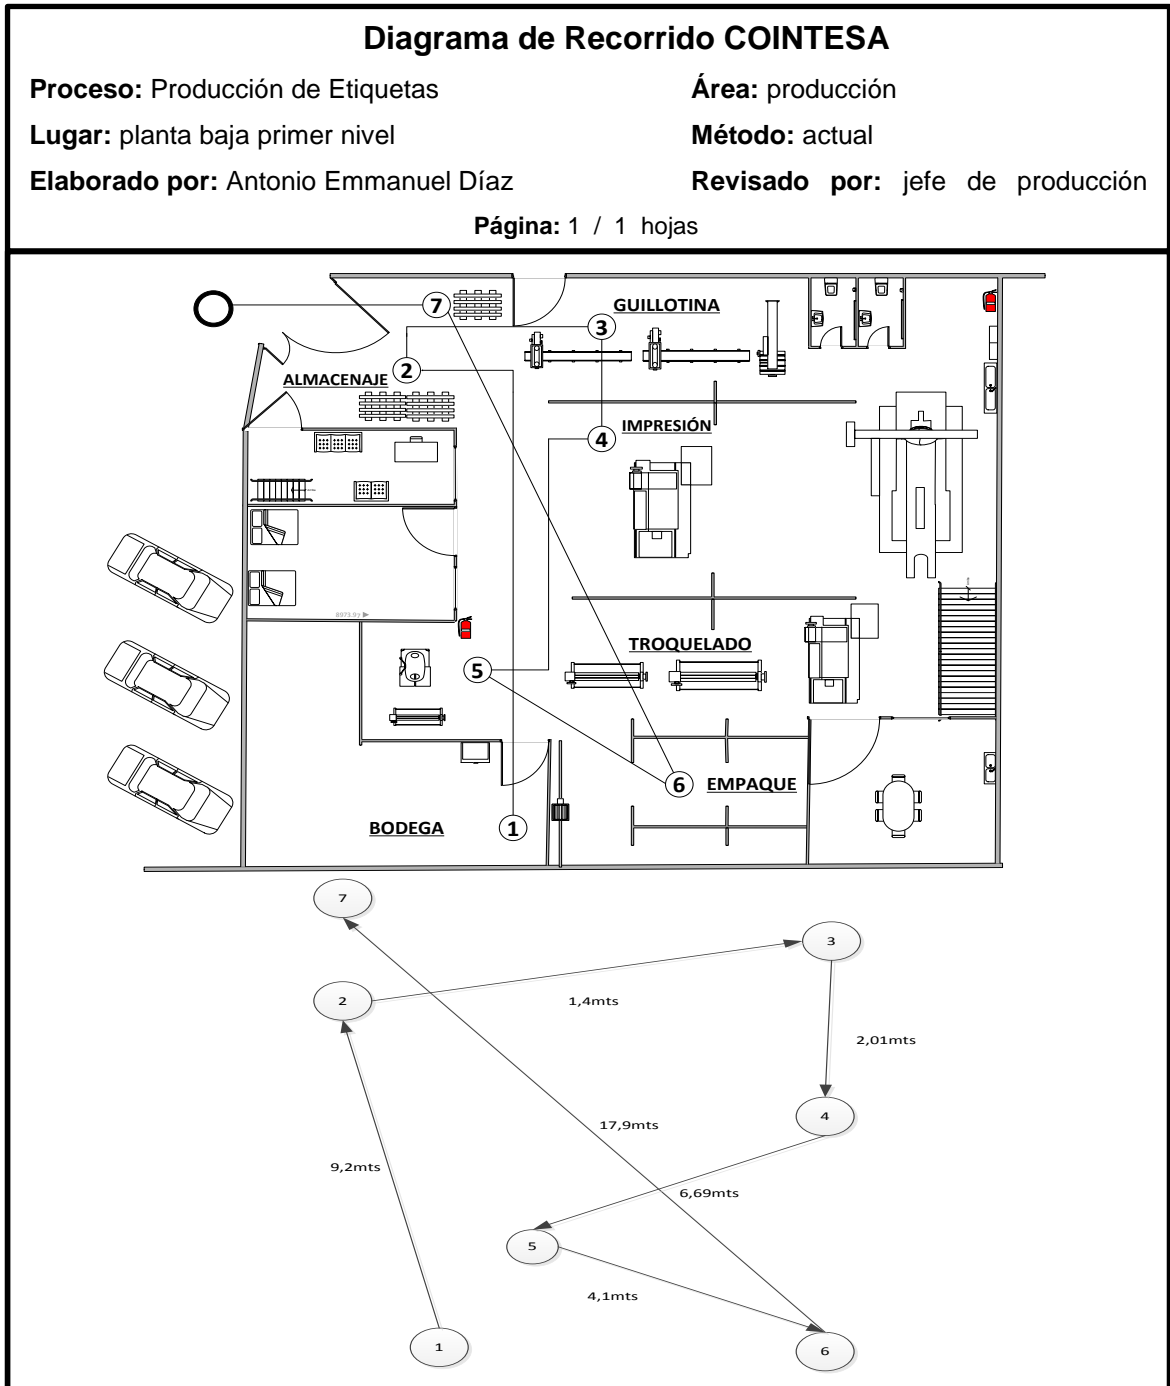 Diagrama de Recorrido COINTESA
Proceso: Producción de Etiquetas
Área: producción
Lugar: planta baja primer nivel
Método: actual
Elaborado por: Antonio Emmanuel Díaz
Revisado por: jefe de producción
Página: 1 / 1 hojas
7
GUILLOTINA
3
2
ALMACENAJE
IMPRESIÓN
4
TROQUELADO
5
6
EMPAQUE
BODEGA
1
7
3
2
1,4mts
2,01mts
4
17,9mts
9,2mts
6,69mts
5
4,1mts
1
6